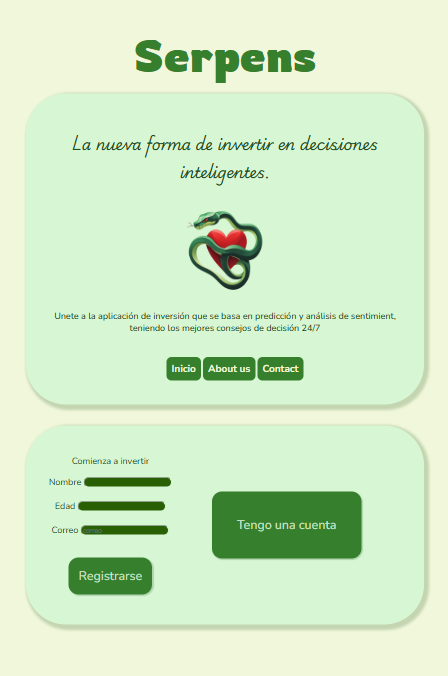 Serpens
La nueva forma de invertir en decisiones
inteligentes.
Unete a la aplicación de inversión que se basa en predicción y análisis de sentimient,
teniendo los mejores consejos de decisión 24/7
Inicio About us Contact
Comienza a invertir
Nombre
Edad
Correo correo
Tengo una cuenta
Registrarse